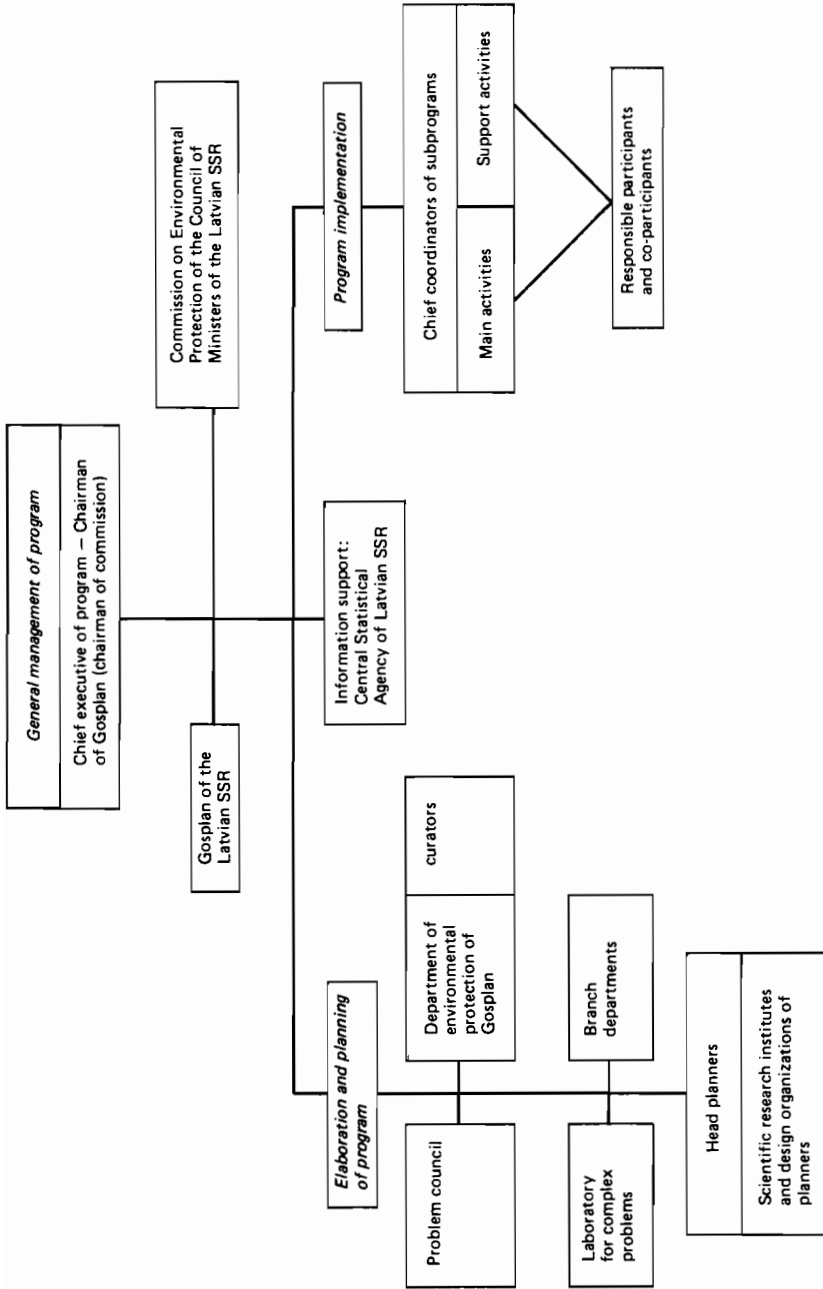 General management of program
Chief executive of program – Chairman
of Gosplan (chairman of commission)
Gosplan of the
Latvian SSR
Commission on Environmental
Protection of the Council of
Ministers of the Latvian SSR
Elaboration and planning
of program
Information support:
Central Statistical
Agency of Latvian SSR
Program implementation
Problem council
Department of
environmental
protection of
Gosplan
curators
Chief coordinators of subprograms
Main activities
Support activities
Laboratory
for complex
problems
Branch
departments
Responsible participants
and co-participants
Head planners
Scientific research institutes
and design organizations of
planners